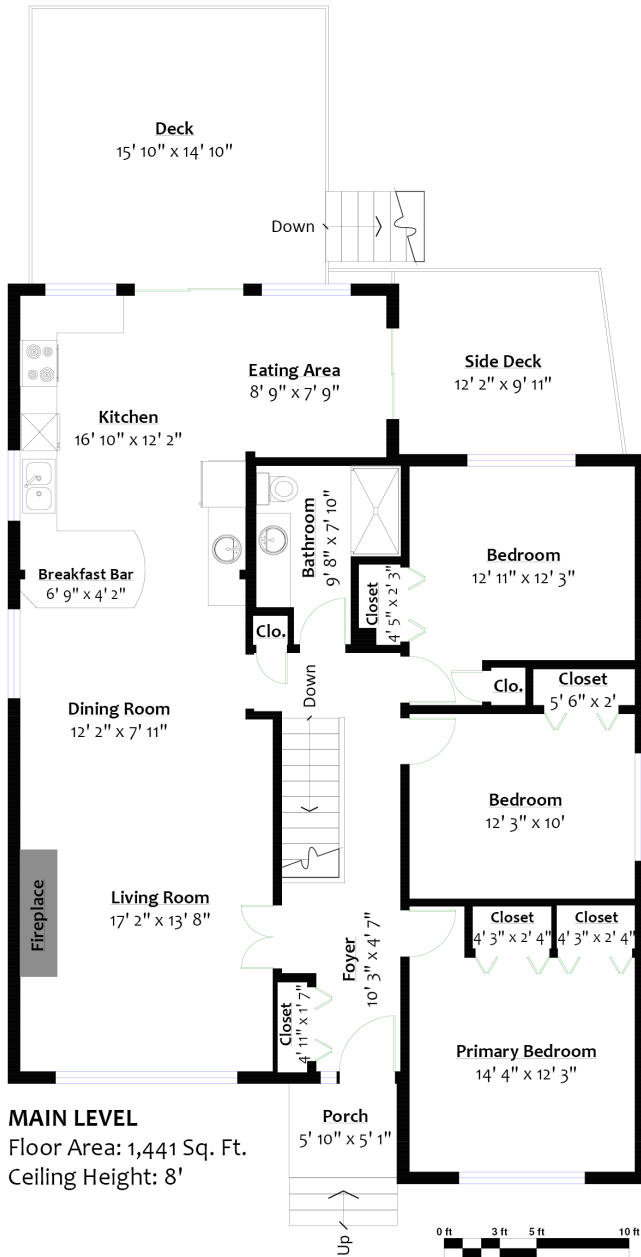 Deck
15' 10" x 14' 10"
Down
Eating Area
8' 9" x 7' 9"
Side Deck
12' 2" x 9' 11"
Kitchen
16' 10" x 12' 2"
Bathroom
9' 8" x 7' 10"
Bedroom
12' 11" x 12' 3"
Breakfast Bar
6' 9" x 4' 2"
Closet
4' 5" x 2' 3"
Clo.
Down
Clo.
Closet
5' 6" x 2'
Dining Room
12' 2" x 7' 11"
Bedroom
12' 3" x 10'
Fireplace
Living Room
17' 2" x 13' 8"
Foyer
10' 3" x 4' 7"
Closet
4' 3" x 2' 4"
Closet
4' 3" x 2' 4"
Closet
4' 11" x 1' 7"
Primary Bedroom
14' 4" x 12' 3"
MAIN LEVEL
Floor Area: 1,441 Sq. Ft.
Ceiling Height: 8'
Porch
5' 10" x 5' 1"
Up
0 ft 3 ft 5 ft 10 ft